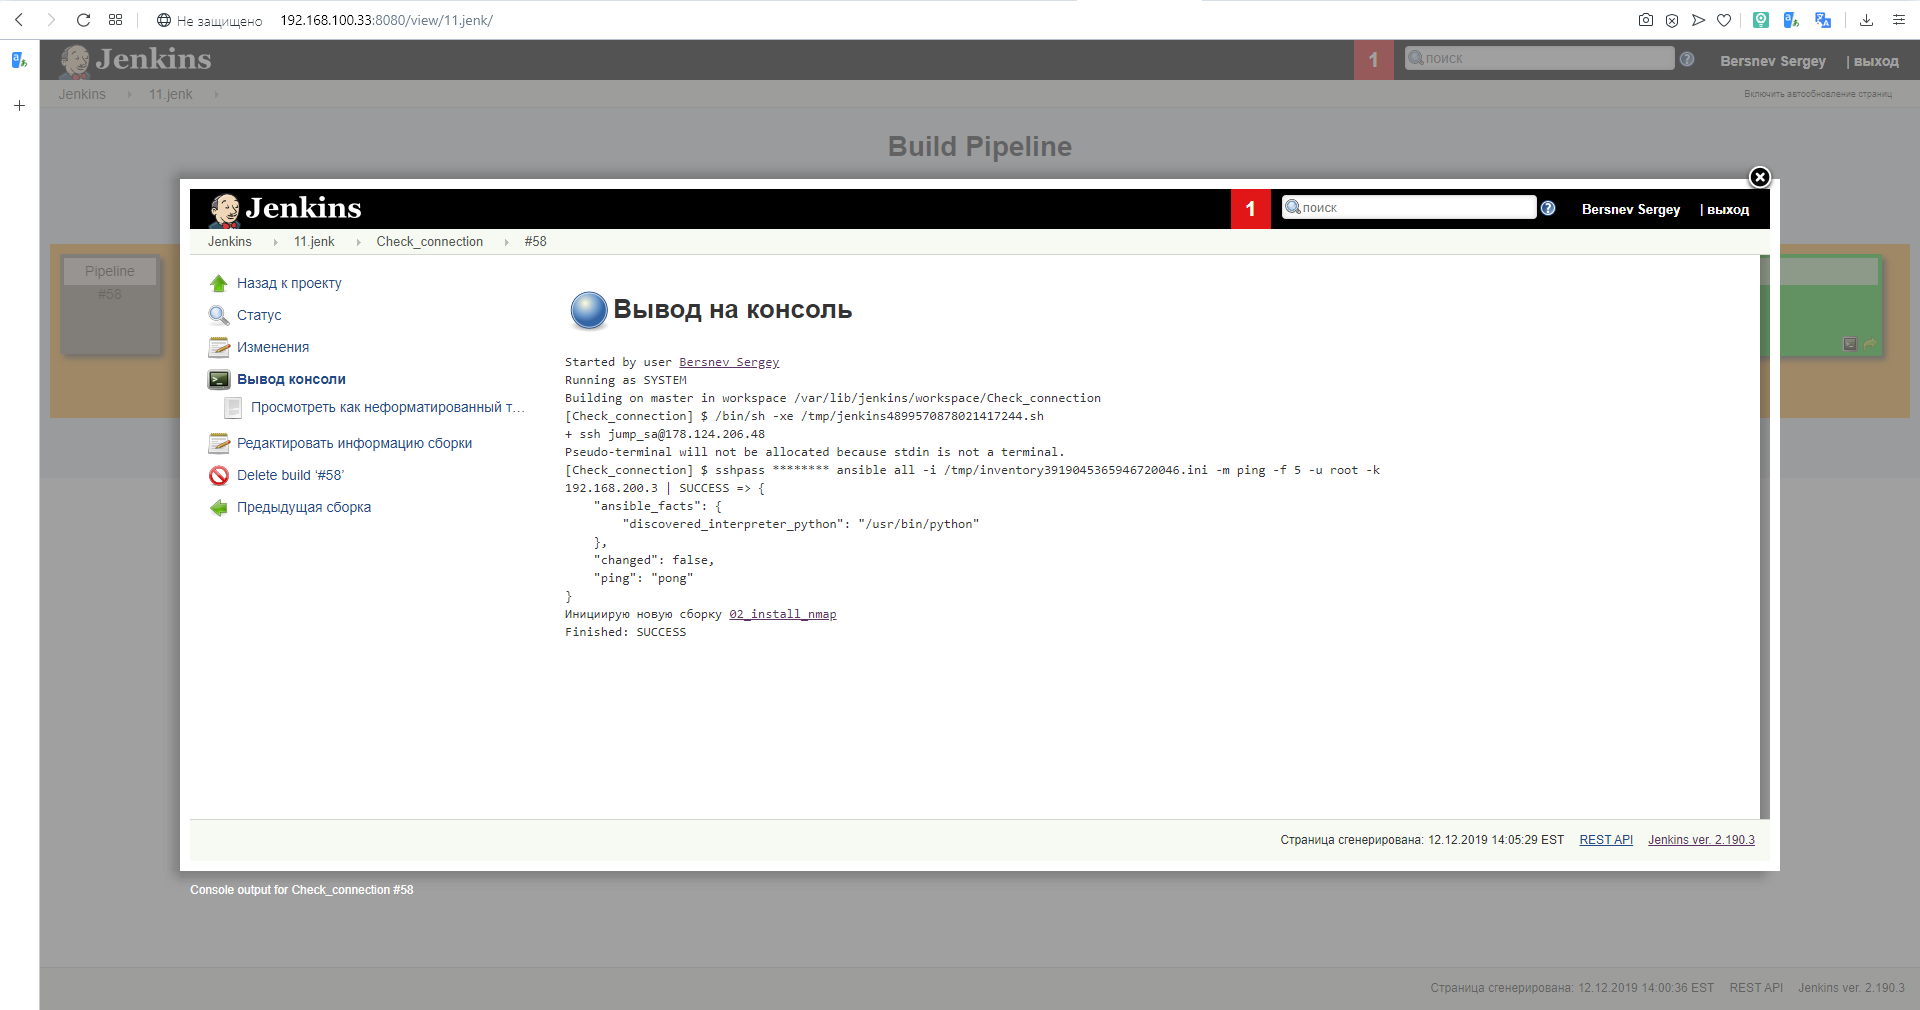 Не защищено 192.168.100.33:8080/view/11.jenk/
Jenkins
1
поиск
Bersnev Sergey
| выход
Jenkins
11.jenk
Включить автообновление страниц
Build Pipeline
Pipeline
#58
Jenkins
1
поиск
Bersnev Sergey
| выход
Jenkins
11.jenk
Check_connection
#58
Назад к проекту
Статус
Изменения
Вывод консоли
Просмотреть как неформатированный т...
Редактировать информацию сборки
Delete build ‘#58’
Предыдущая сборка
Вывод на консоль
Started by user Bersnev Sergey
Running as SYSTEM
Building on master in workspace /var/lib/jenkins/workspace/Check_connection
[Check_connection] $ /bin/sh -xe /tmp/jenkins4899570878021417244.sh
+ ssh jump_sa@178.124.206.48
Pseudo-terminal will not be allocated because stdin is not a terminal.
[Check_connection] $ sshpass ******** ansible all -i /tmp/inventory3919045365946720046.ini -m ping -f 5 -u root -k
192.168.200.3 | SUCCESS => {
"ansible_facts": {
"discovered_interpreter_python": "/usr/bin/python"
},
"changed": false,
"ping": "pong"
}
Инициирую новую сборку 02_install_nmap
Finished: SUCCESS
Страница сгенерирована: 12.12.2019 14:05:29 EST REST API Jenkins ver. 2.190.3
Console output for Check_connection #58
Страница сгенерирована: 12.12.2019 14:00:36 EST REST API Jenkins ver. 2.190.3